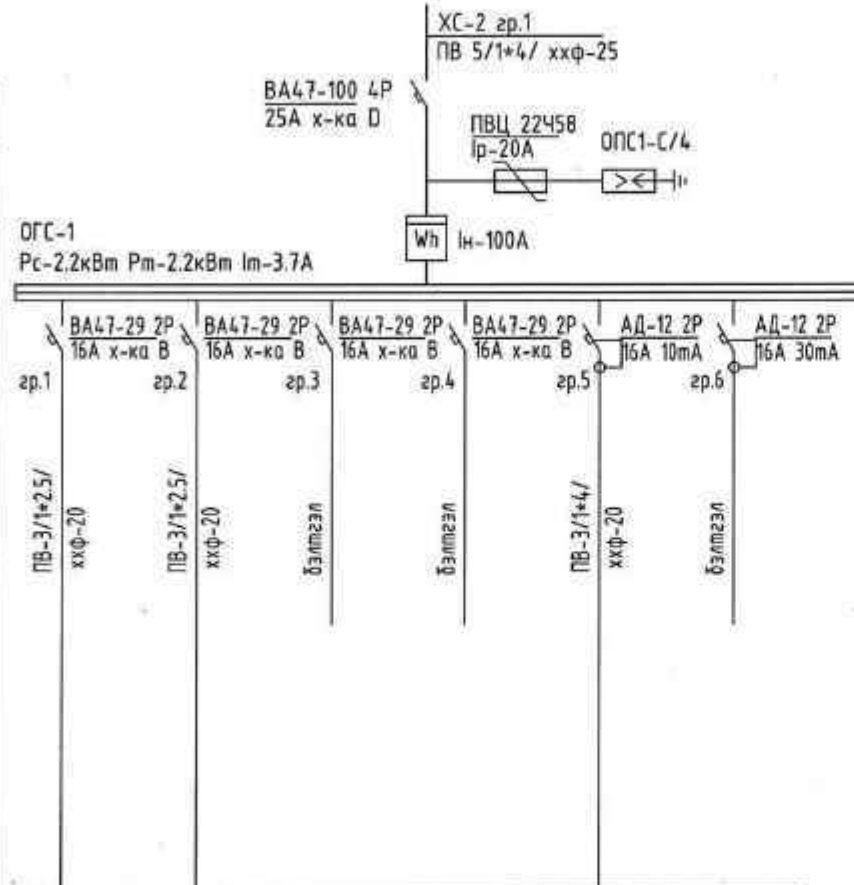 ХС-2 гр.1
ПВ 5/1*4/ ххф-25
ВА47-100 4Р
25А х-ка D
ПВЦ 22Ч58
Iр-20А
ОПС1-С/4
Wh
Iн-100А
ОГС-1
Рс-2.2кВт Рт-2.2кВт Iт-3.7А
ВА47-29 2Р
16А х-ка В
гр.1
ВА47-29 2Р
16А х-ка В
гр.2
ВА47-29 2Р
16А х-ка В
гр.3
ВА47-29 2Р
16А х-ка В
гр.4
АД-12 2Р
16А 10mA
гр.5
АД-12 2Р
16А 30mA
гр.6
ПВ-3/1*2.5/
ххф-20
ПВ-3/1*2.5/
ххф-20
бэлтгэл
бэлтгэл
ПВ-3/1*4/
ххф-20
бэлтгэл